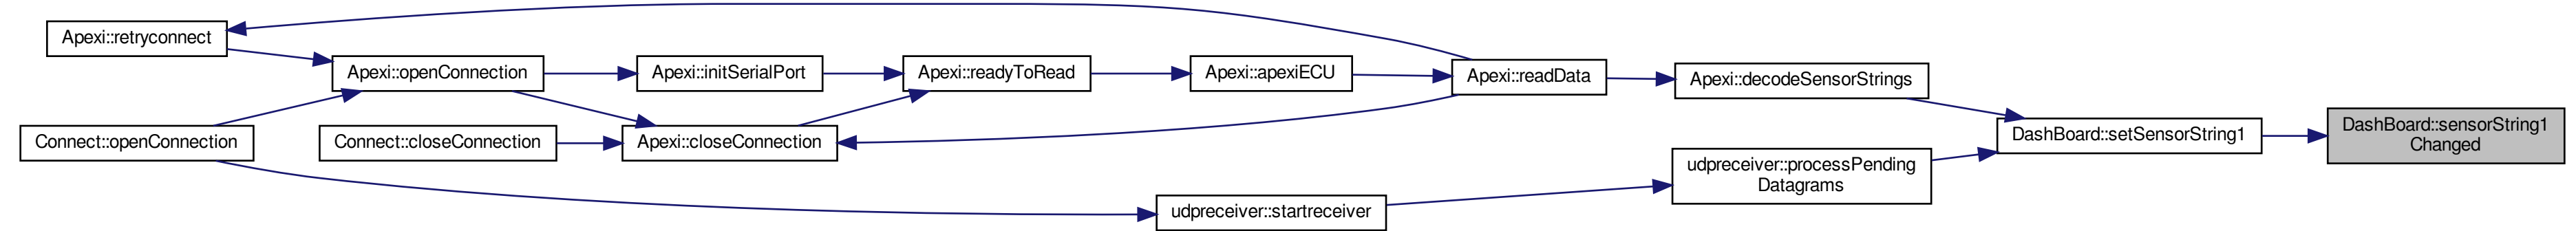 Apexi::retryconnect
Apexi::openConnection
Apexi::initSerialPort
Apexi::readyToRead
Apexi::apexiECU
Apexi::readData
Apexi::decodeSensorStrings
Connect::openConnection
Connect::closeConnection
Apexi::closeConnection
DashBoard::setSensorString1
DashBoard::sensorString1
Changed
udpreceiver::processPending
Datagrams
udpreceiver::startreceiver